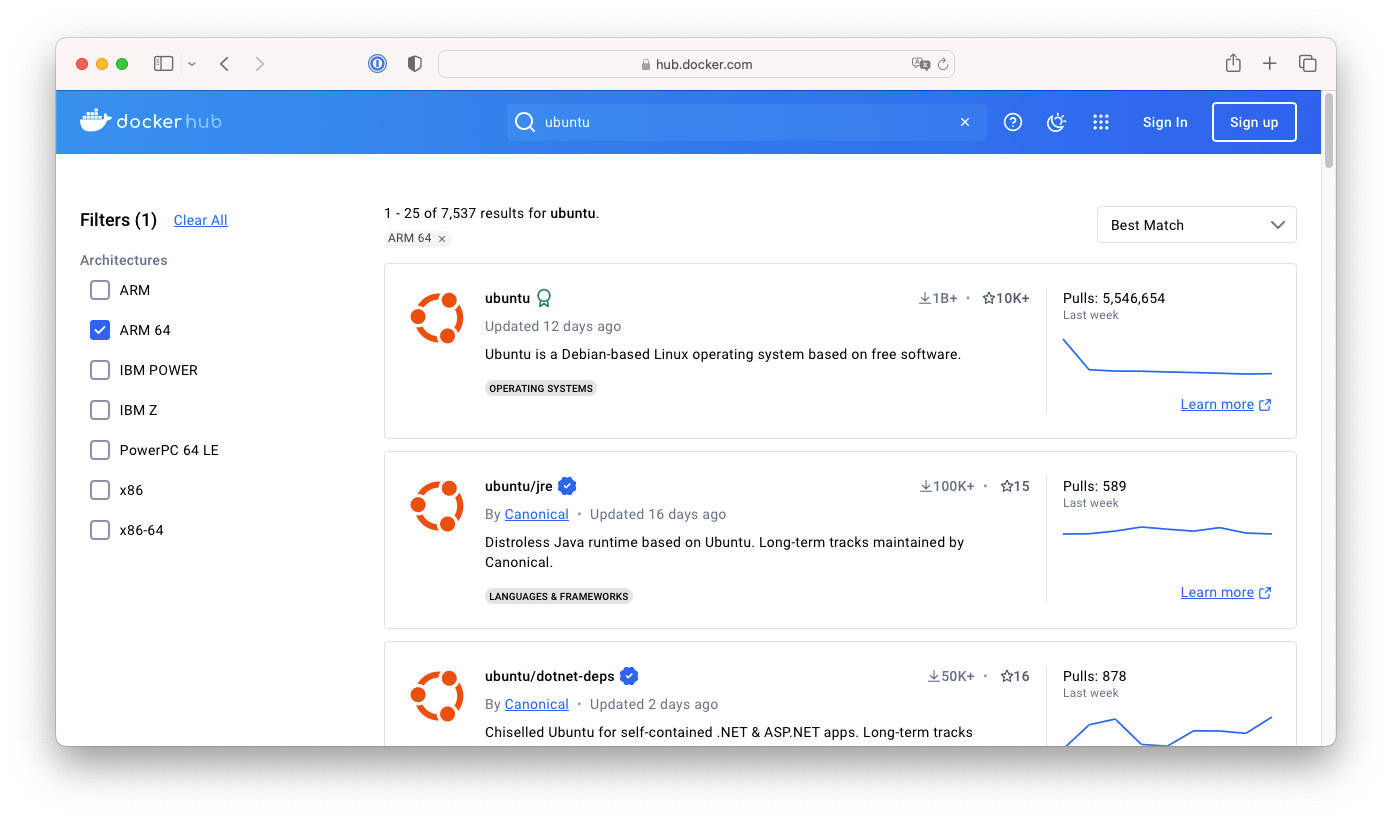 hub.docker.com
docker hub
ubuntu
Sign In
Sign up
Filters (1) Clear All
Architectures
ARM
ARM 64
IBM POWER
IBM Z
PowerPC 64 LE
x86
x86-64
1 - 25 of 7,537 results for ubuntu.
ARM 64 ×
Best Match
ubuntu
1B+ • 10K+
Updated 12 days ago
Ubuntu is a Debian-based Linux operating system based on free software.
OPERATING SYSTEMS
Pulls: 5,546,654
Last week
Learn more
ubuntu/jre
100K+ • 15
By Canonical • Updated 16 days ago
Distroless Java runtime based on Ubuntu. Long-term tracks maintained by
Canonical.
LANGUAGES & FRAMEWORKS
Pulls: 589
Last week
Learn more
ubuntu/dotnet-deps
50K+ • 16
By Canonical • Updated 2 days ago
Chiselled Ubuntu for self-contained .NET & ASP.NET apps. Long-term tracks
Pulls: 878
Last week